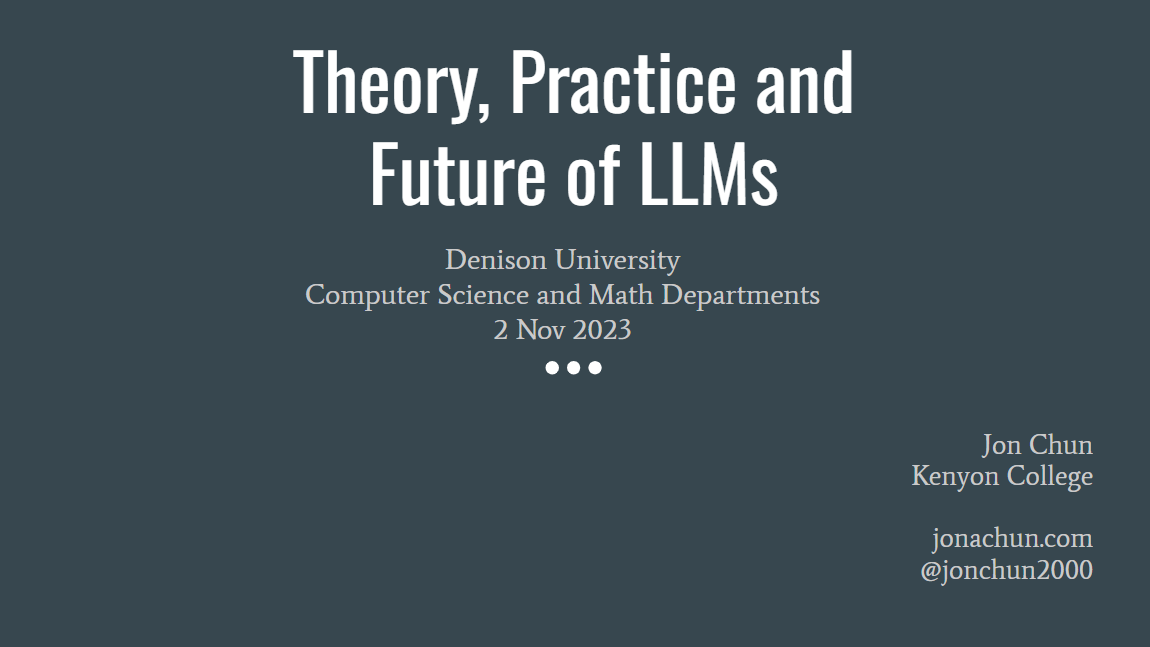 Theory, Practice and
Future of LLMs
Denison University
Computer Science and Math Departments
2 Nov 2023
Jon Chun
Kenyon College
jonachun.com
@jonchun2000